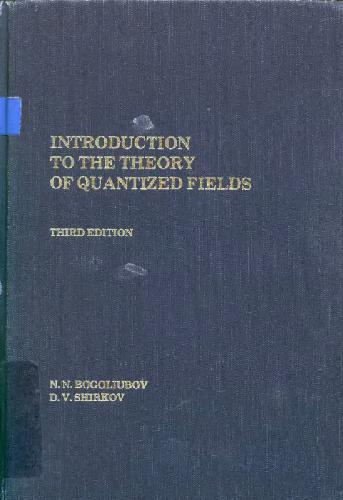 INTRODUCTION
TO THE THEORY
OF QUANTIZED FIELDS
THIRD EDITION
N. N. BOGOLIUBOV
D. V. SHIRKOV